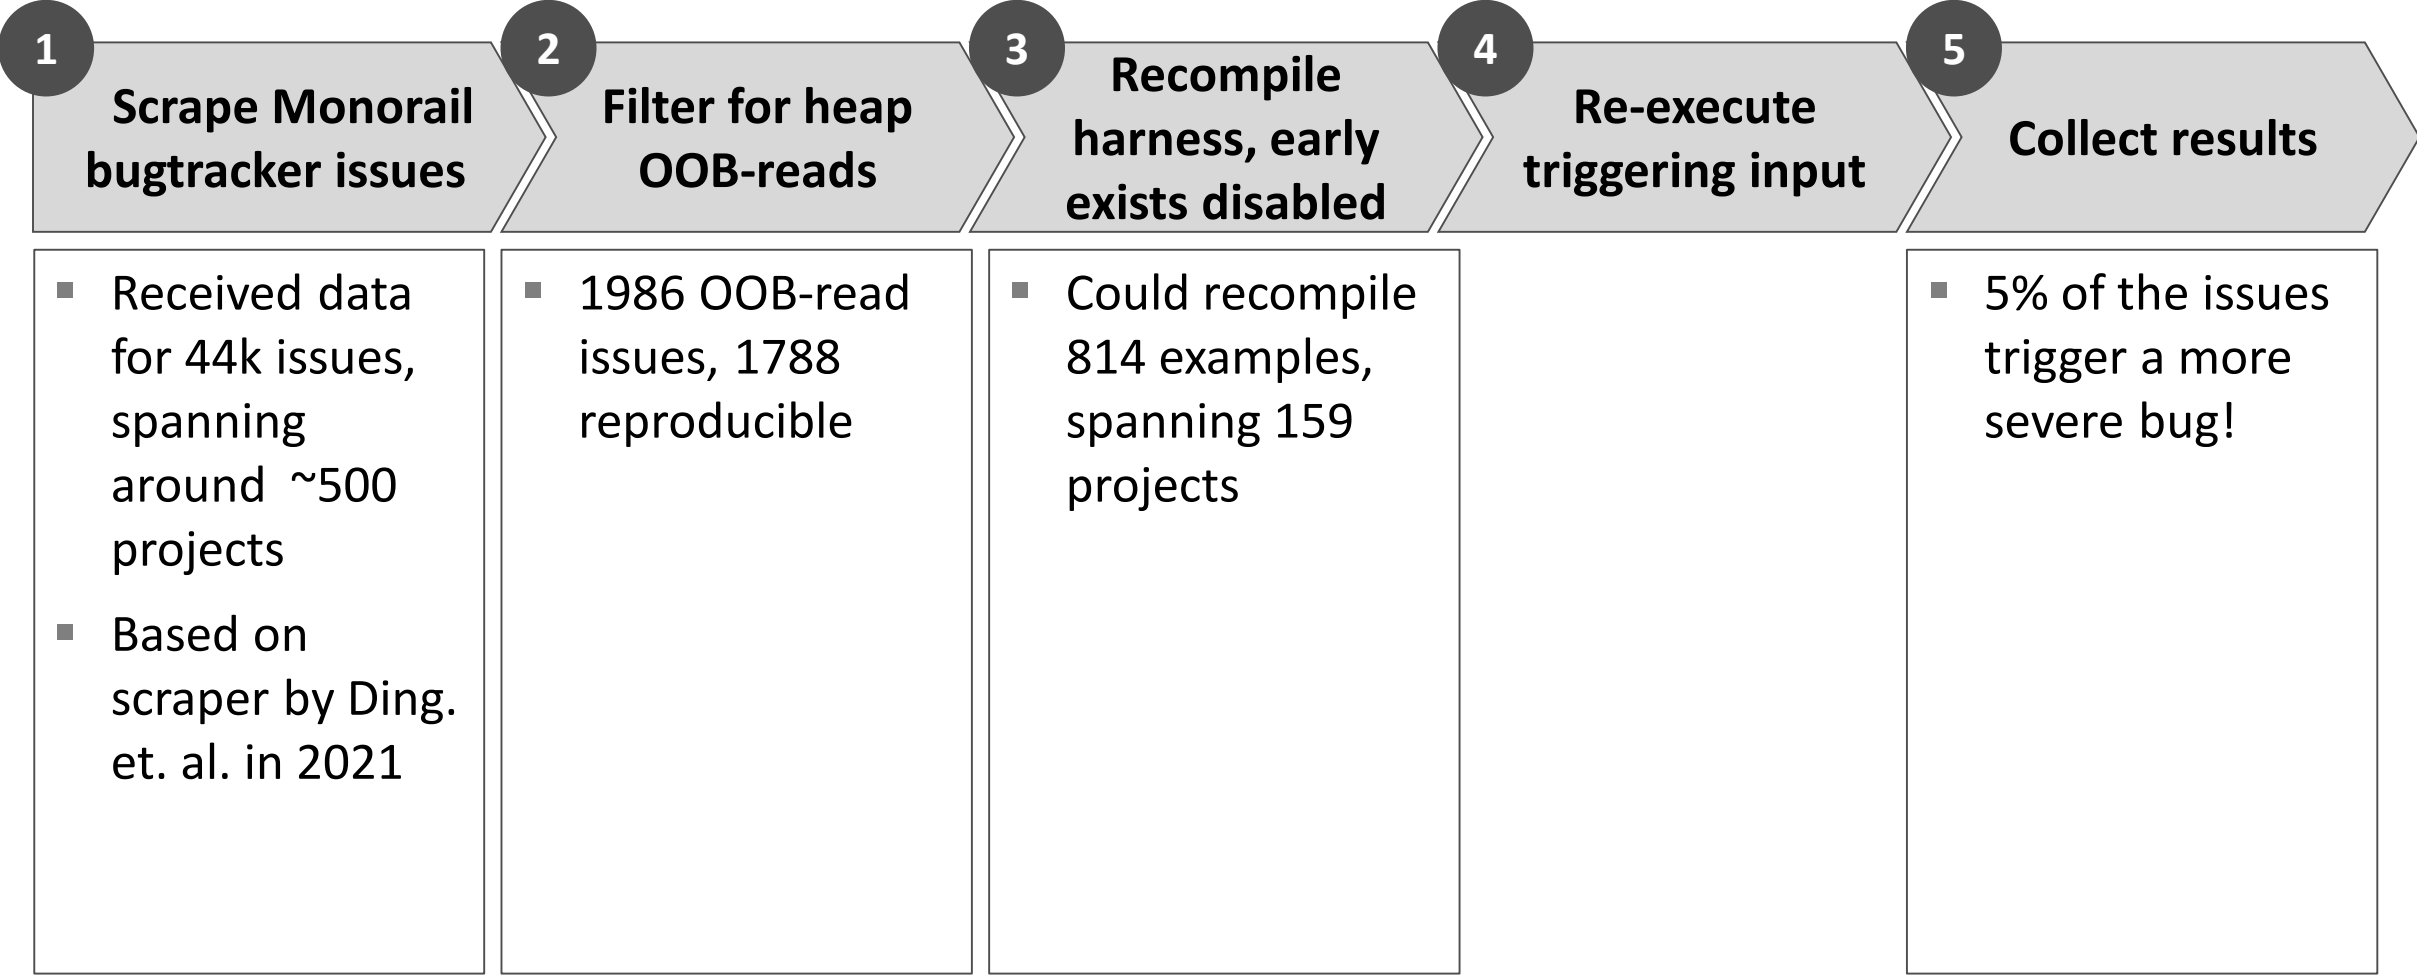 1
Scrape Monorail
bugtracker issues
2
Filter for heap
OOB-reads
3
Recompile
harness, early
exists disabled
4
Re-execute
triggering input
5
Collect results
Received data
for 44k issues,
spanning
around ~500
projects
Based on
scraper by Ding.
et. al. in 2021
1986 OOB-read
issues, 1788
reproducible
Could recompile
814 examples,
spanning 159
projects
5% of the issues
trigger a more
severe bug!